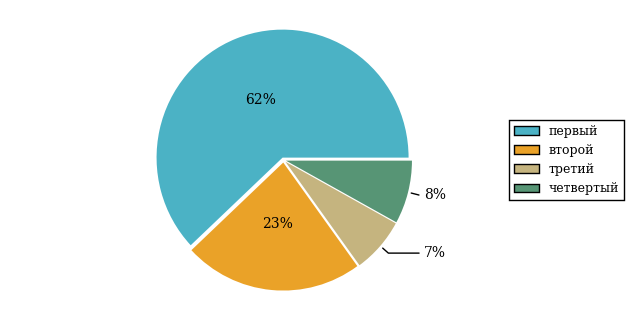 62%
23%
8%
7%
первый
второй
третий
четвертый